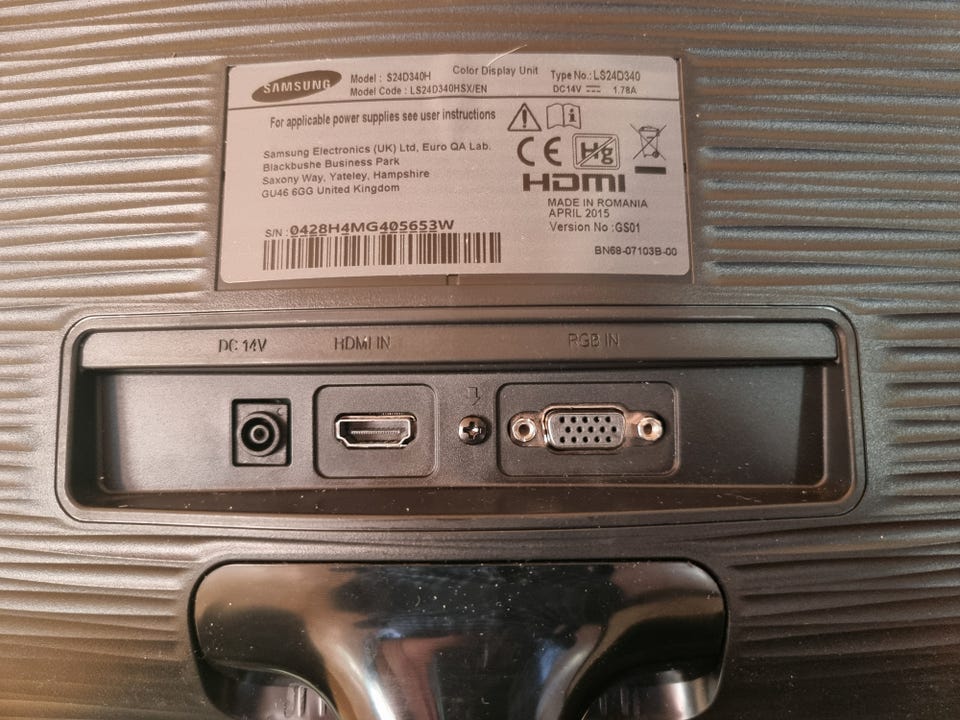 SAMSUNG
Model : S24D340H Color Display Unit Type No.: LS24D340
Model Code : LS24D340HSX/EN DC14V 1.78A
For applicable power supplies see user instructions
Samsung Electronics (UK) Ltd, Euro QA Lab.
Blackbushe Business Park
Saxony Way, Yateley, Hampshire
GU46 6GG United Kingdom
CE Hg
HDMI
MADE IN ROMANIA
APRIL 2015
Version No :GS01
S/N : 0428H4MG405653W
BN68-07103B-00
DC 14V HDMI IN RGB IN